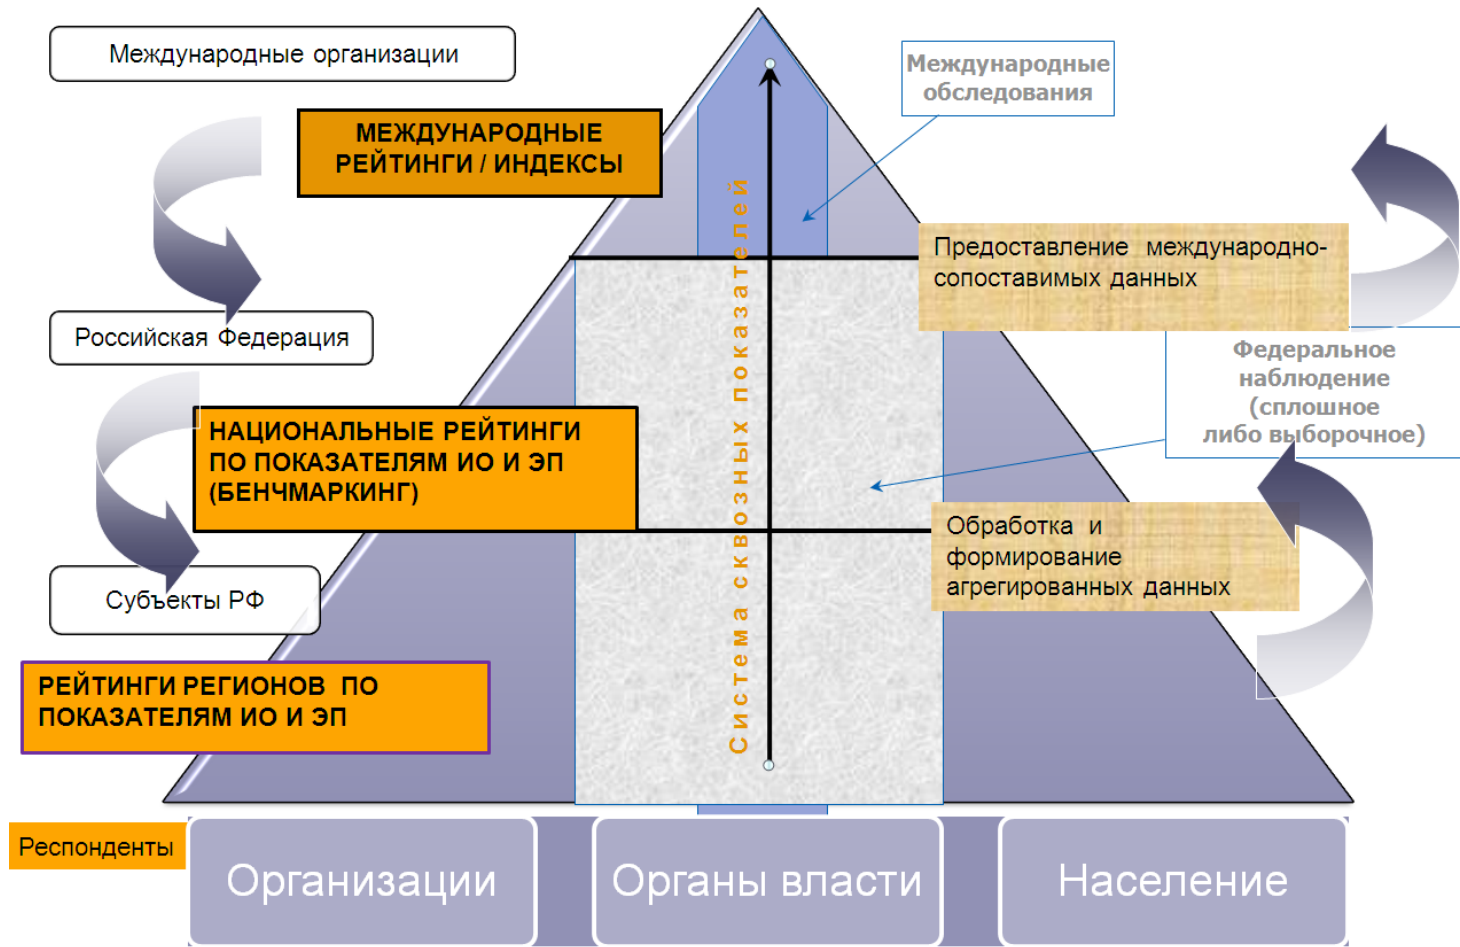 Международные организации
Международные
обследования
МЕЖДУНАРОДНЫЕ
РЕЙТИНГИ / ИНДЕКСЫ
Предоставление международно-
сопоставимых данных
Российская Федерация
Федеральное
наблюдение
(сплошное
либо выборочное)
НАЦИОНАЛЬНЫЕ РЕЙТИНГИ
ПО ПОКАЗАТЕЛЯМ ИО И ЭП
(БЕНЧМАРКИНГ)
Система сквозных показателей
Обработка и
формирование
агрегированных данных
Субъекты РФ
РЕЙТИНГИ РЕГИОНОВ ПО
ПОКАЗАТЕЛЯМ ИО И ЭП
Респонденты
Организации
Органы власти
Население